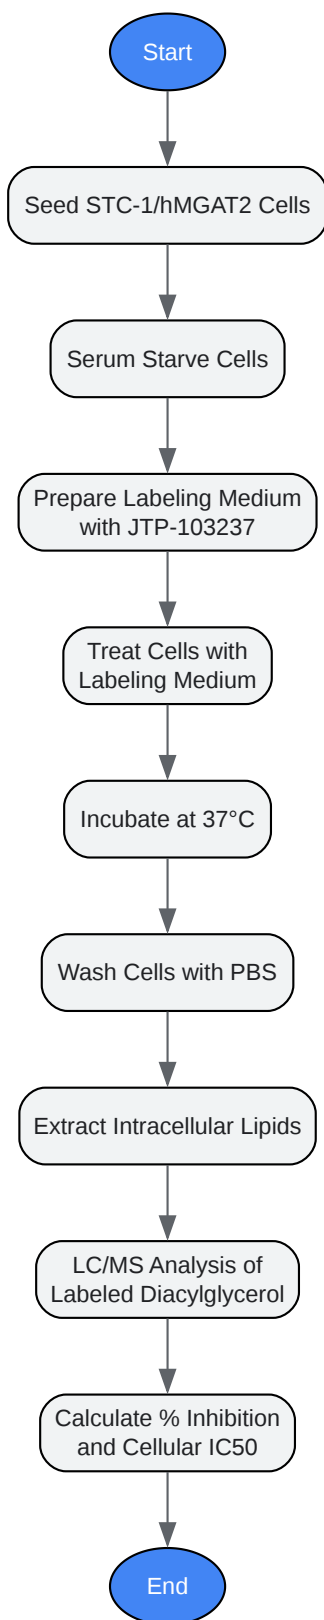 Start
Seed STC-1/hMGAT2 Cells
Serum Starve Cells
Prepare Labeling Medium
with JTP-103237
Treat Cells with
Labeling Medium
Incubate at 37°C
Wash Cells with PBS
Extract Intracellular Lipids
LC/MS Analysis of
Labeled Diacylglycerol
Calculate % Inhibition
and Cellular IC50
End